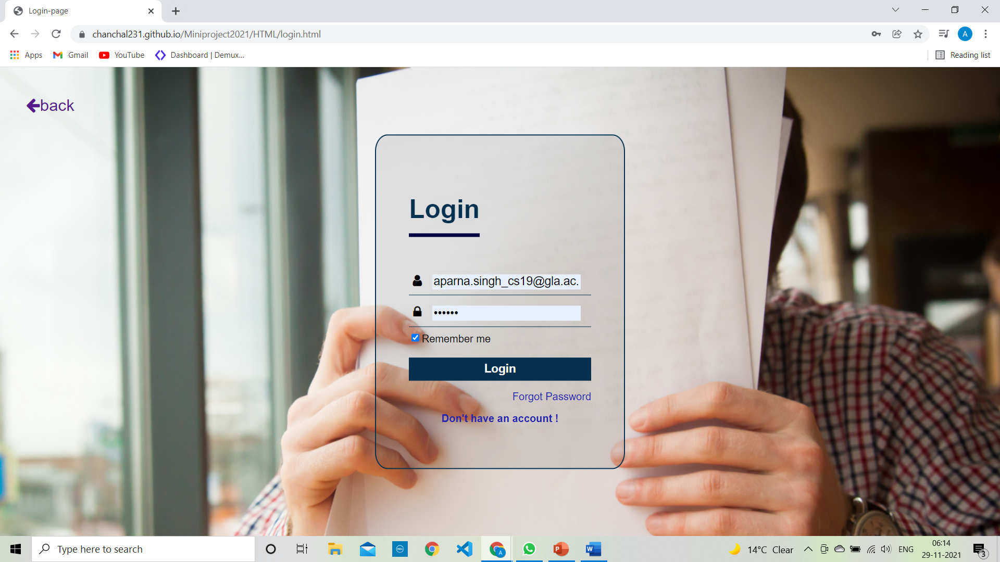 Login-page
chanchal231.github.io/Miniproject2021/HTML/login.html
A
Apps
Gmail
YouTube
Dashboard | Demux...
Reading list
back
Login
aparna.singh_cs19@gla.ac.
••••••
Remember me
Login
Forgot Password
Don't have an account !
Type here to search
DELL
A
P
W
14°C Clear
ENG
06:14
29-11-2021
3